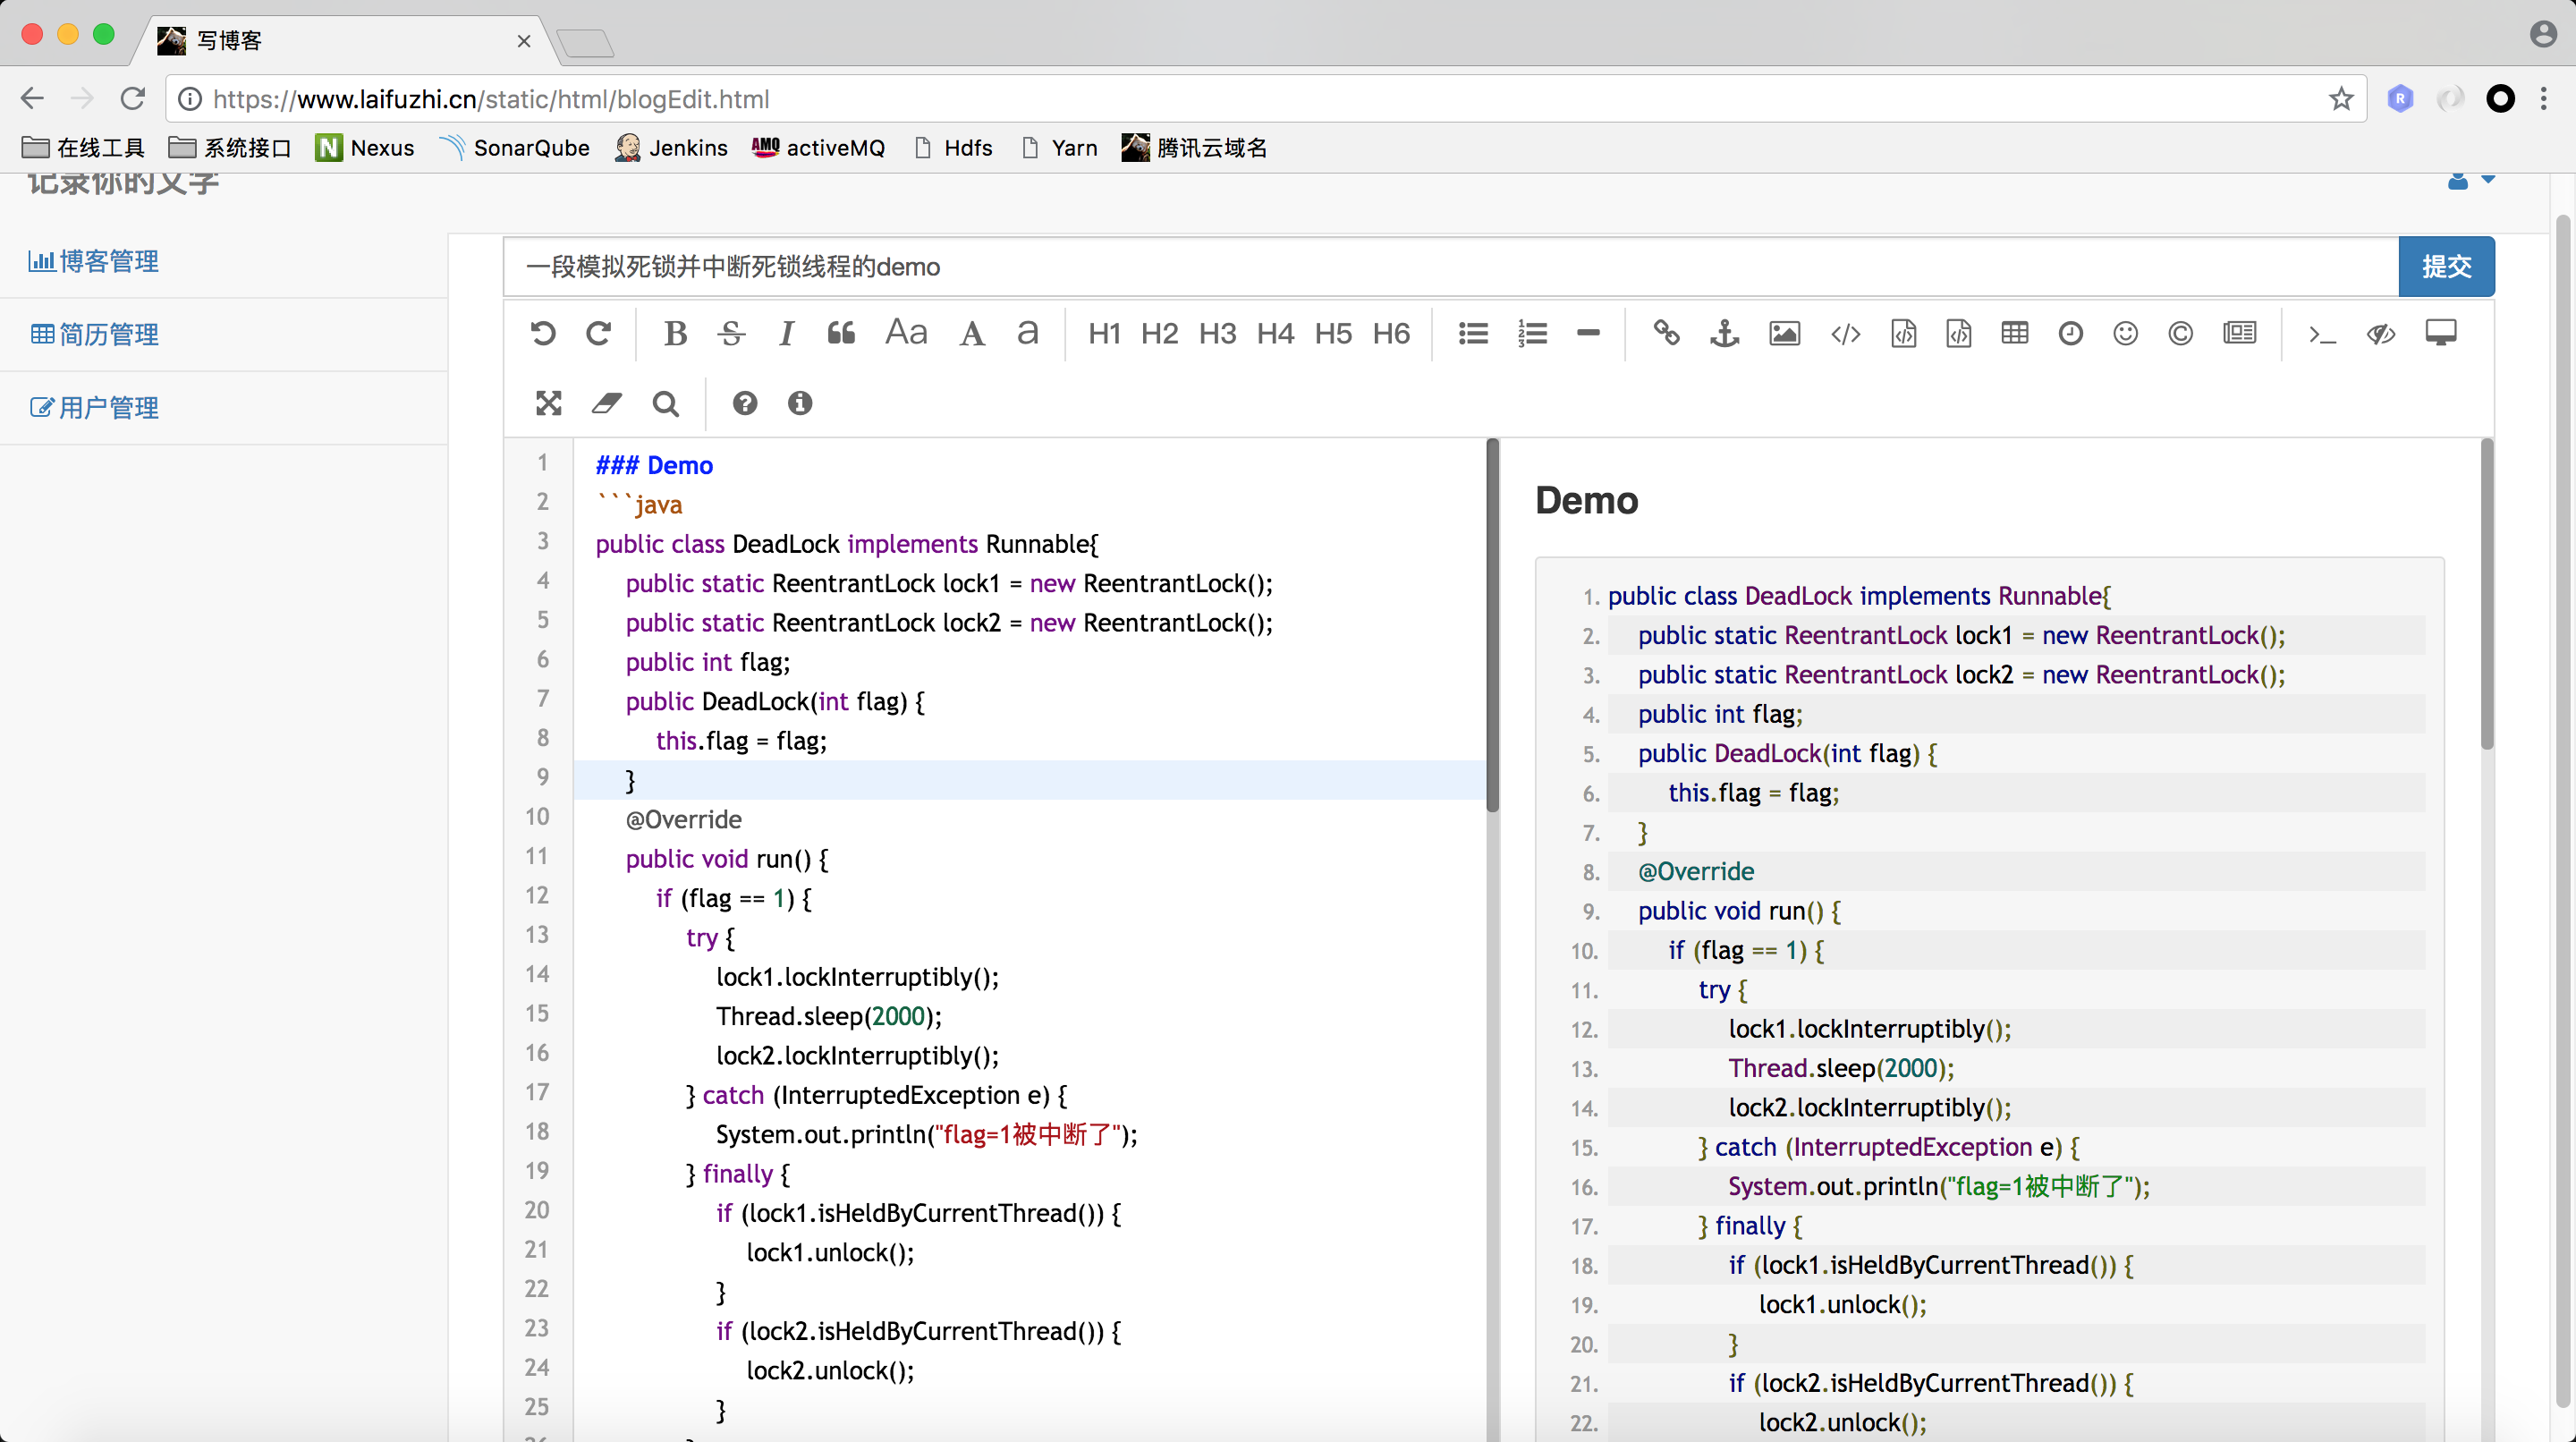 写博客
https://www.laifuzhi.cn/static/html/blogEdit.html
在线工具 系统接口 Nexus SonarQube Jenkins AMQ activeMQ Hdfs Yarn 腾讯云域名
记录你的文字
博客管理
简历管理
用户管理
一段模拟死锁并中断死锁线程的demo 提交
B S I Aa A a H1 H2 H3 H4 H5 H6
1 ### Demo
2 ```java
3 public class DeadLock implements Runnable{
4 public static ReentrantLock lock1 = new ReentrantLock();
5 public static ReentrantLock lock2 = new ReentrantLock();
6 public int flag;
7 public DeadLock(int flag) {
8 this.flag = flag;
9 }
10 @Override
11 public void run() {
12 if (flag == 1) {
13 try {
14 lock1.lockInterruptibly();
15 Thread.sleep(2000);
16 lock2.lockInterruptibly();
17 } catch (InterruptedException e) {
18 System.out.println("flag=1被中断了");
19 } finally {
20 if (lock1.isHeldByCurrentThread()) {
21 lock1.unlock();
22 }
23 if (lock2.isHeldByCurrentThread()) {
24 lock2.unlock();
25 }
Demo
1. public class DeadLock implements Runnable{
2. public static ReentrantLock lock1 = new ReentrantLock();
3. public static ReentrantLock lock2 = new ReentrantLock();
4. public int flag;
5. public DeadLock(int flag) {
6. this.flag = flag;
7. }
8. @Override
9. public void run() {
10. if (flag == 1) {
11. try {
12. lock1.lockInterruptibly();
13. Thread.sleep(2000);
14. lock2.lockInterruptibly();
15. } catch (InterruptedException e) {
16. System.out.println("flag=1被中断了");
17. } finally {
18. if (lock1.isHeldByCurrentThread()) {
19. lock1.unlock();
20. }
21. if (lock2.isHeldByCurrentThread()) {
22. lock2.unlock();